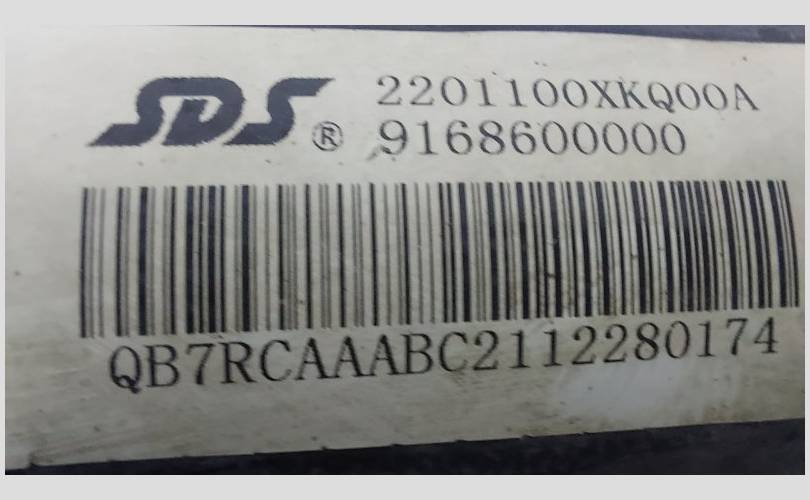 SDS® 2201100XKQ00A
9168600000
QB7RCAAABC2112280174